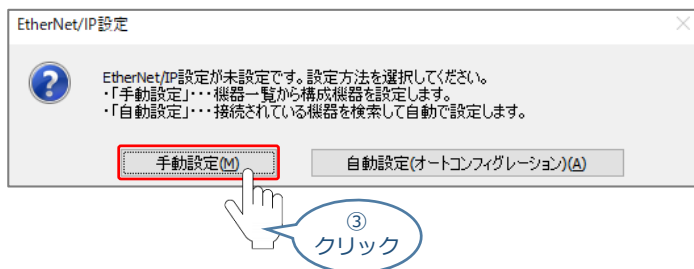 EtherNet/IP設定
EtherNet/IP設定が未設定です。設定方法を選択してください。
・「手動設定」・・・機器一覧から構成機器を設定します。
・「自動設定」・・・接続されている機器を検索して自動で設定します。
手動設定(M)
自動設定(オートコンフィグレーション)(A)
③
クリック